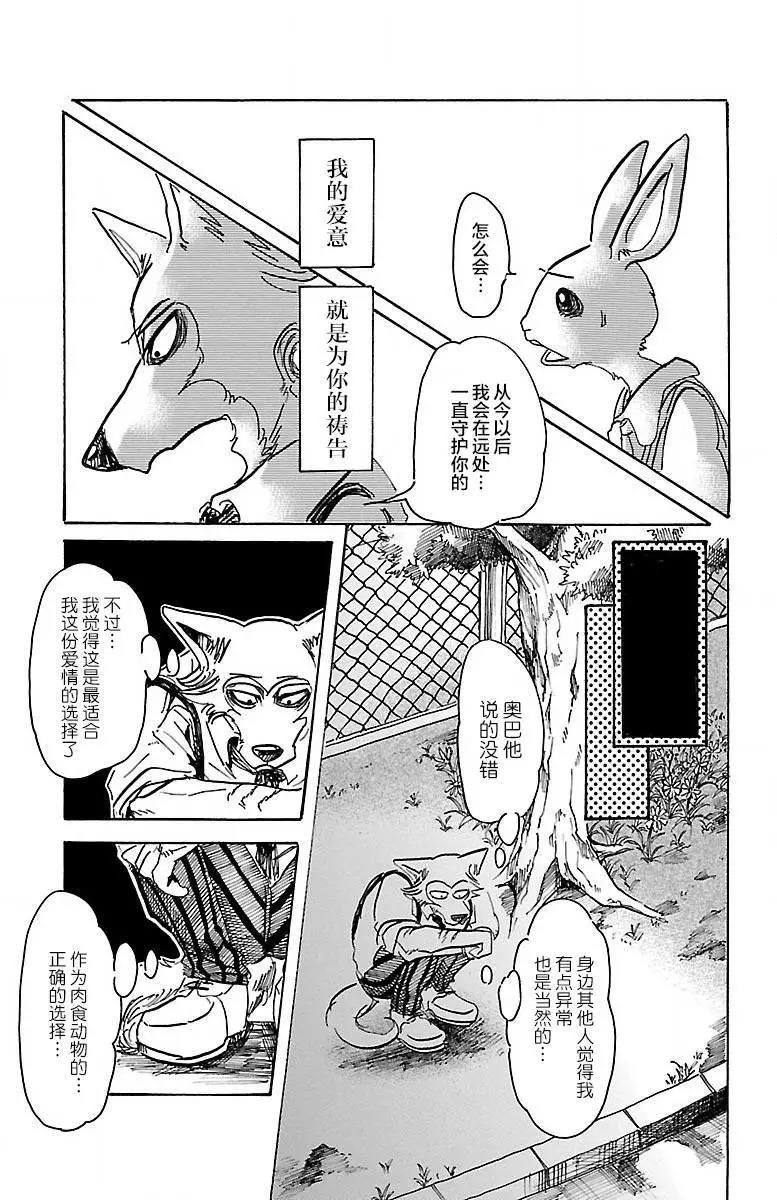 怎么会…
从今以后
我会在远处…
一直守护你的
我的爱意
就是为你的祷告
奥巴他
说的没错
身边其他人觉得我
有点异常
也是当然的…
不过…
我觉得这是最适合
我这份爱情的选择了
作为肉食动物的…
正确的选择…